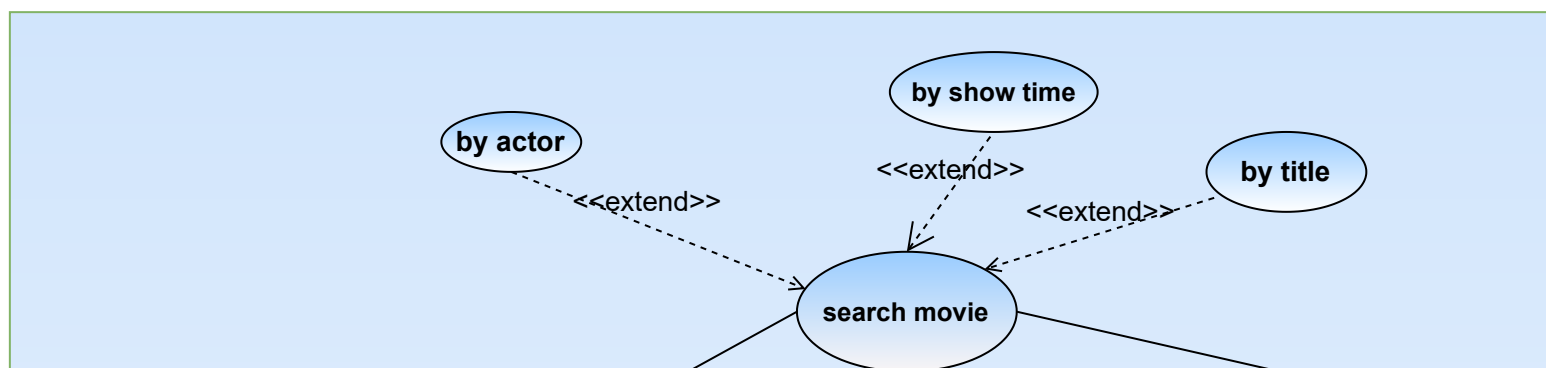 by show time
by actor
<<extend>>
by title
<<extend>>
<<extend>>
search movie